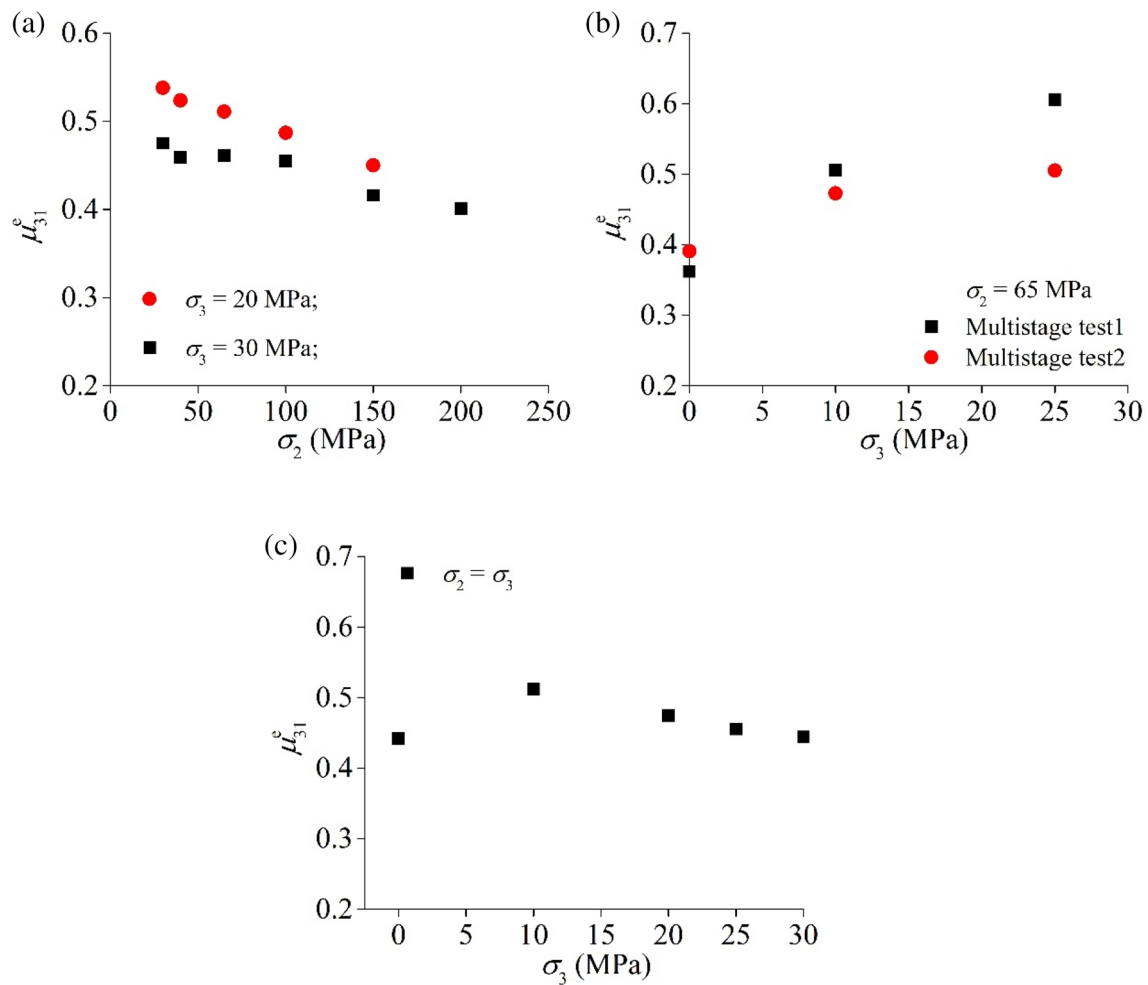 (a)
0.6
0.5
0.4
0.3
0.2
μᵉ₃₁
σ₃ = 20 MPa;
σ₃ = 30 MPa;
0 50 100 150 200 250
σ₂ (MPa)
(b)
0.7
0.6
0.5
0.4
0.3
0.2
μᵉ₃₁
σ₂ = 65 MPa
Multistage test1
Multistage test2
0 5 10 15 20 25 30
σ₃ (MPa)
(c)
0.7
0.6
0.5
0.4
0.3
0.2
μᵉ₃₁
σ₂ = σ₃
0 5 10 15 20 25 30
σ₃ (MPa)